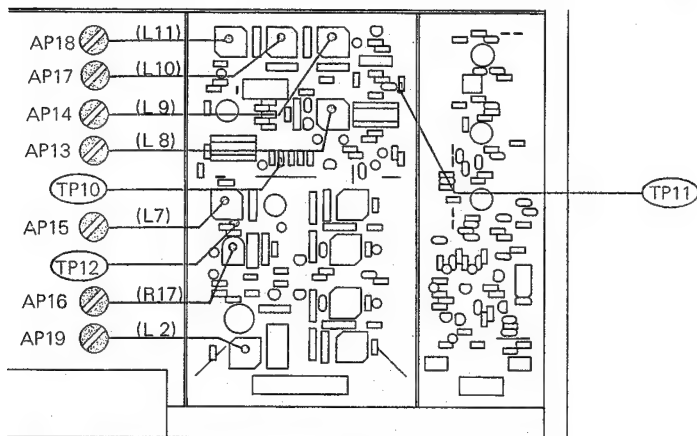 AP18 (L11)
AP17 (L10)
AP14 (L 9)
AP13 (L 8)
TP10
TP11
AP15 (L7)
TP12
AP16 (R17)
AP19 (L 2)